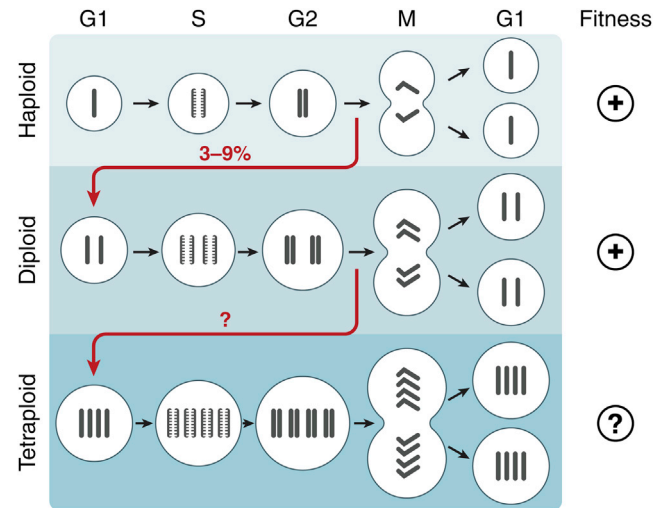 G1 S G2 M G1 Fitness
Haploid
+
3–9%
Diploid
+
?
Tetraploid
?